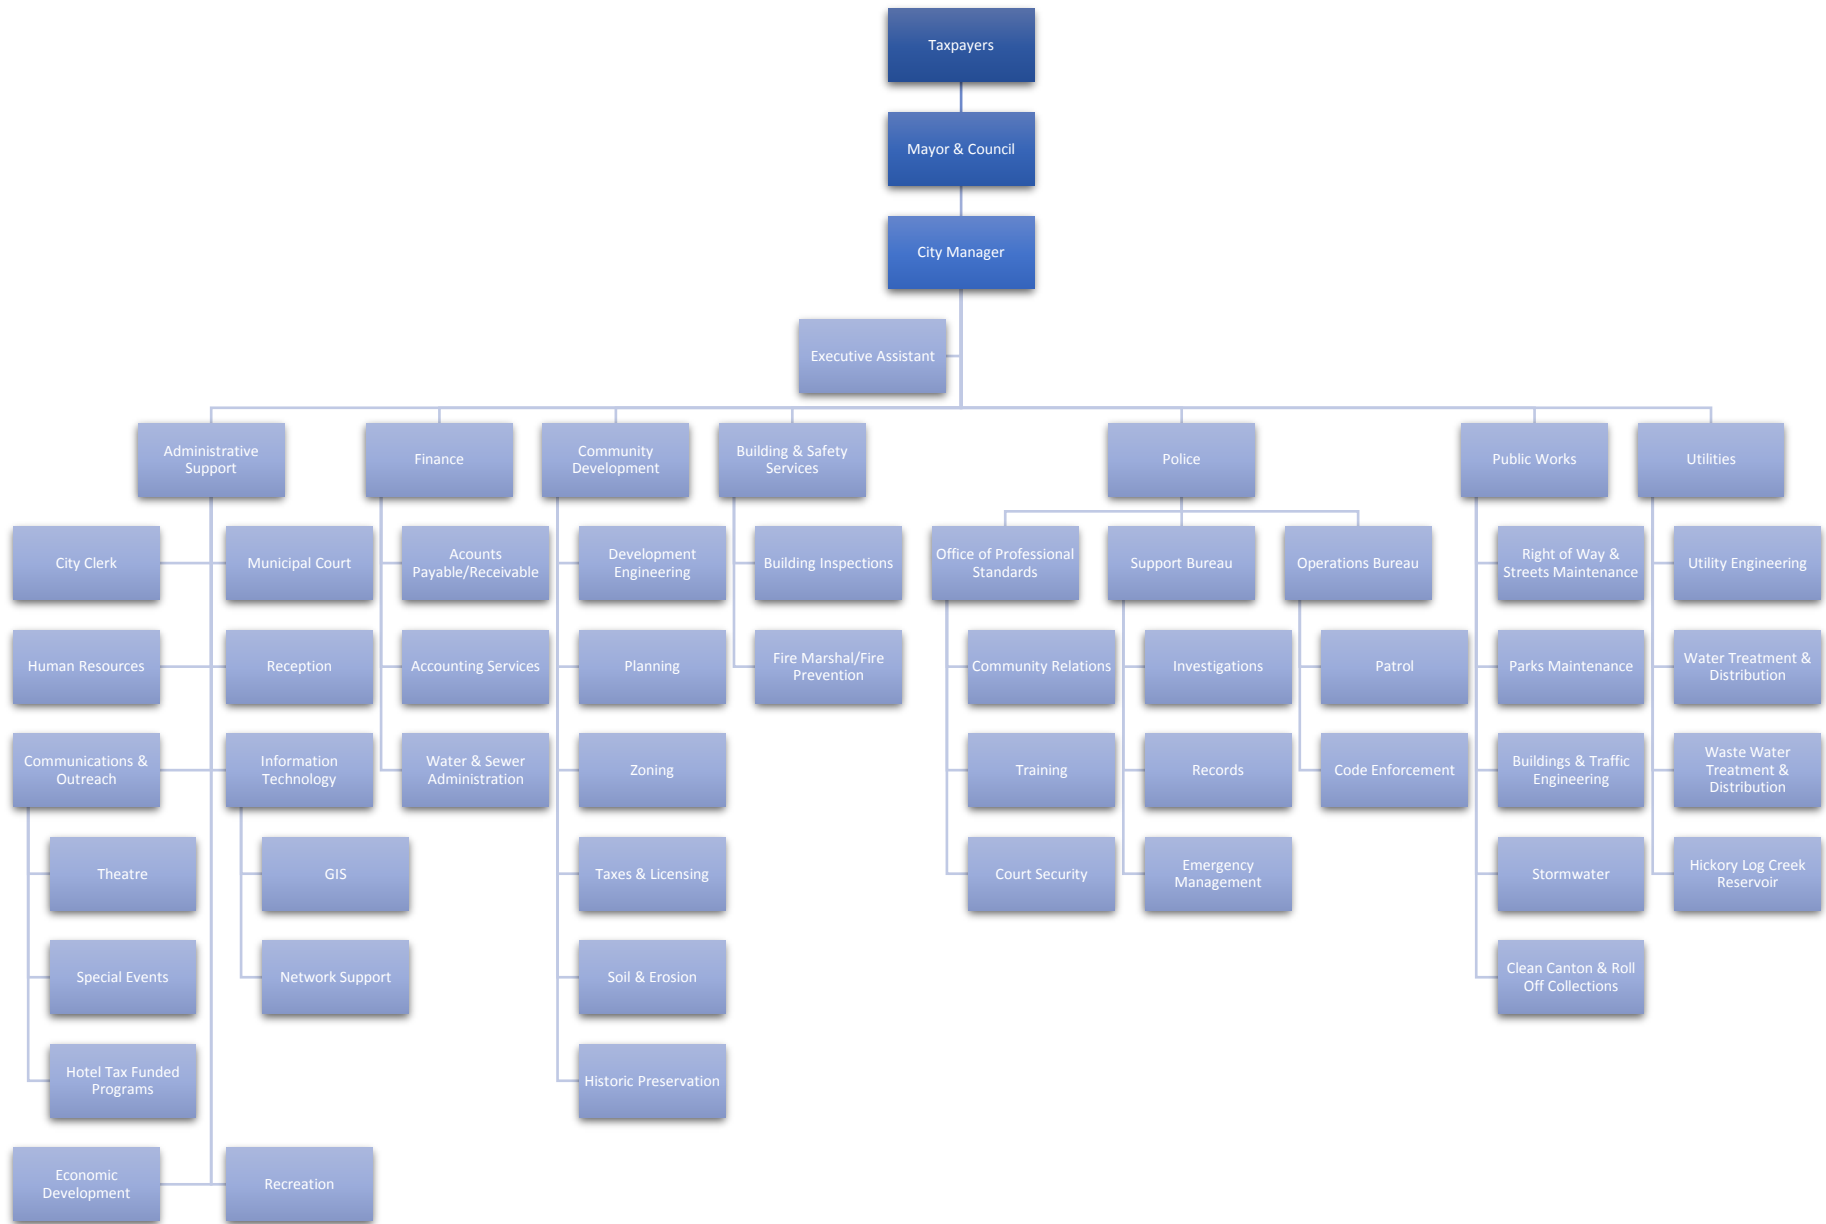 Taxpayers
Mayor & Council
City Manager
Executive Assistant
Administrative
Support
Finance
Community
Development
Building & Safety
Services
Police
Public Works
Utilities
City Clerk
Municipal Court
Acounts
Payable/Receivable
Development
Engineering
Building Inspections
Office of Professional
Standards
Support Bureau
Operations Bureau
Right of Way &
Streets Maintenance
Utility Engineering
Human Resources
Reception
Accounting Services
Planning
Fire Marshal/Fire
Prevention
Community Relations
Investigations
Patrol
Parks Maintenance
Water Treatment &
Distribution
Communications &
Outreach
Information
Technology
Water & Sewer
Administration
Zoning
Training
Records
Code Enforcement
Buildings & Traffic
Engineering
Waste Water
Treatment &
Distribution
Theatre
GIS
Taxes & Licensing
Court Security
Emergency
Management
Stormwater
Hickory Log Creek
Reservoir
Special Events
Network Support
Soil & Erosion
Clean Canton & Roll
Off Collections
Hotel Tax Funded
Programs
Historic Preservation
Economic
Development
Recreation